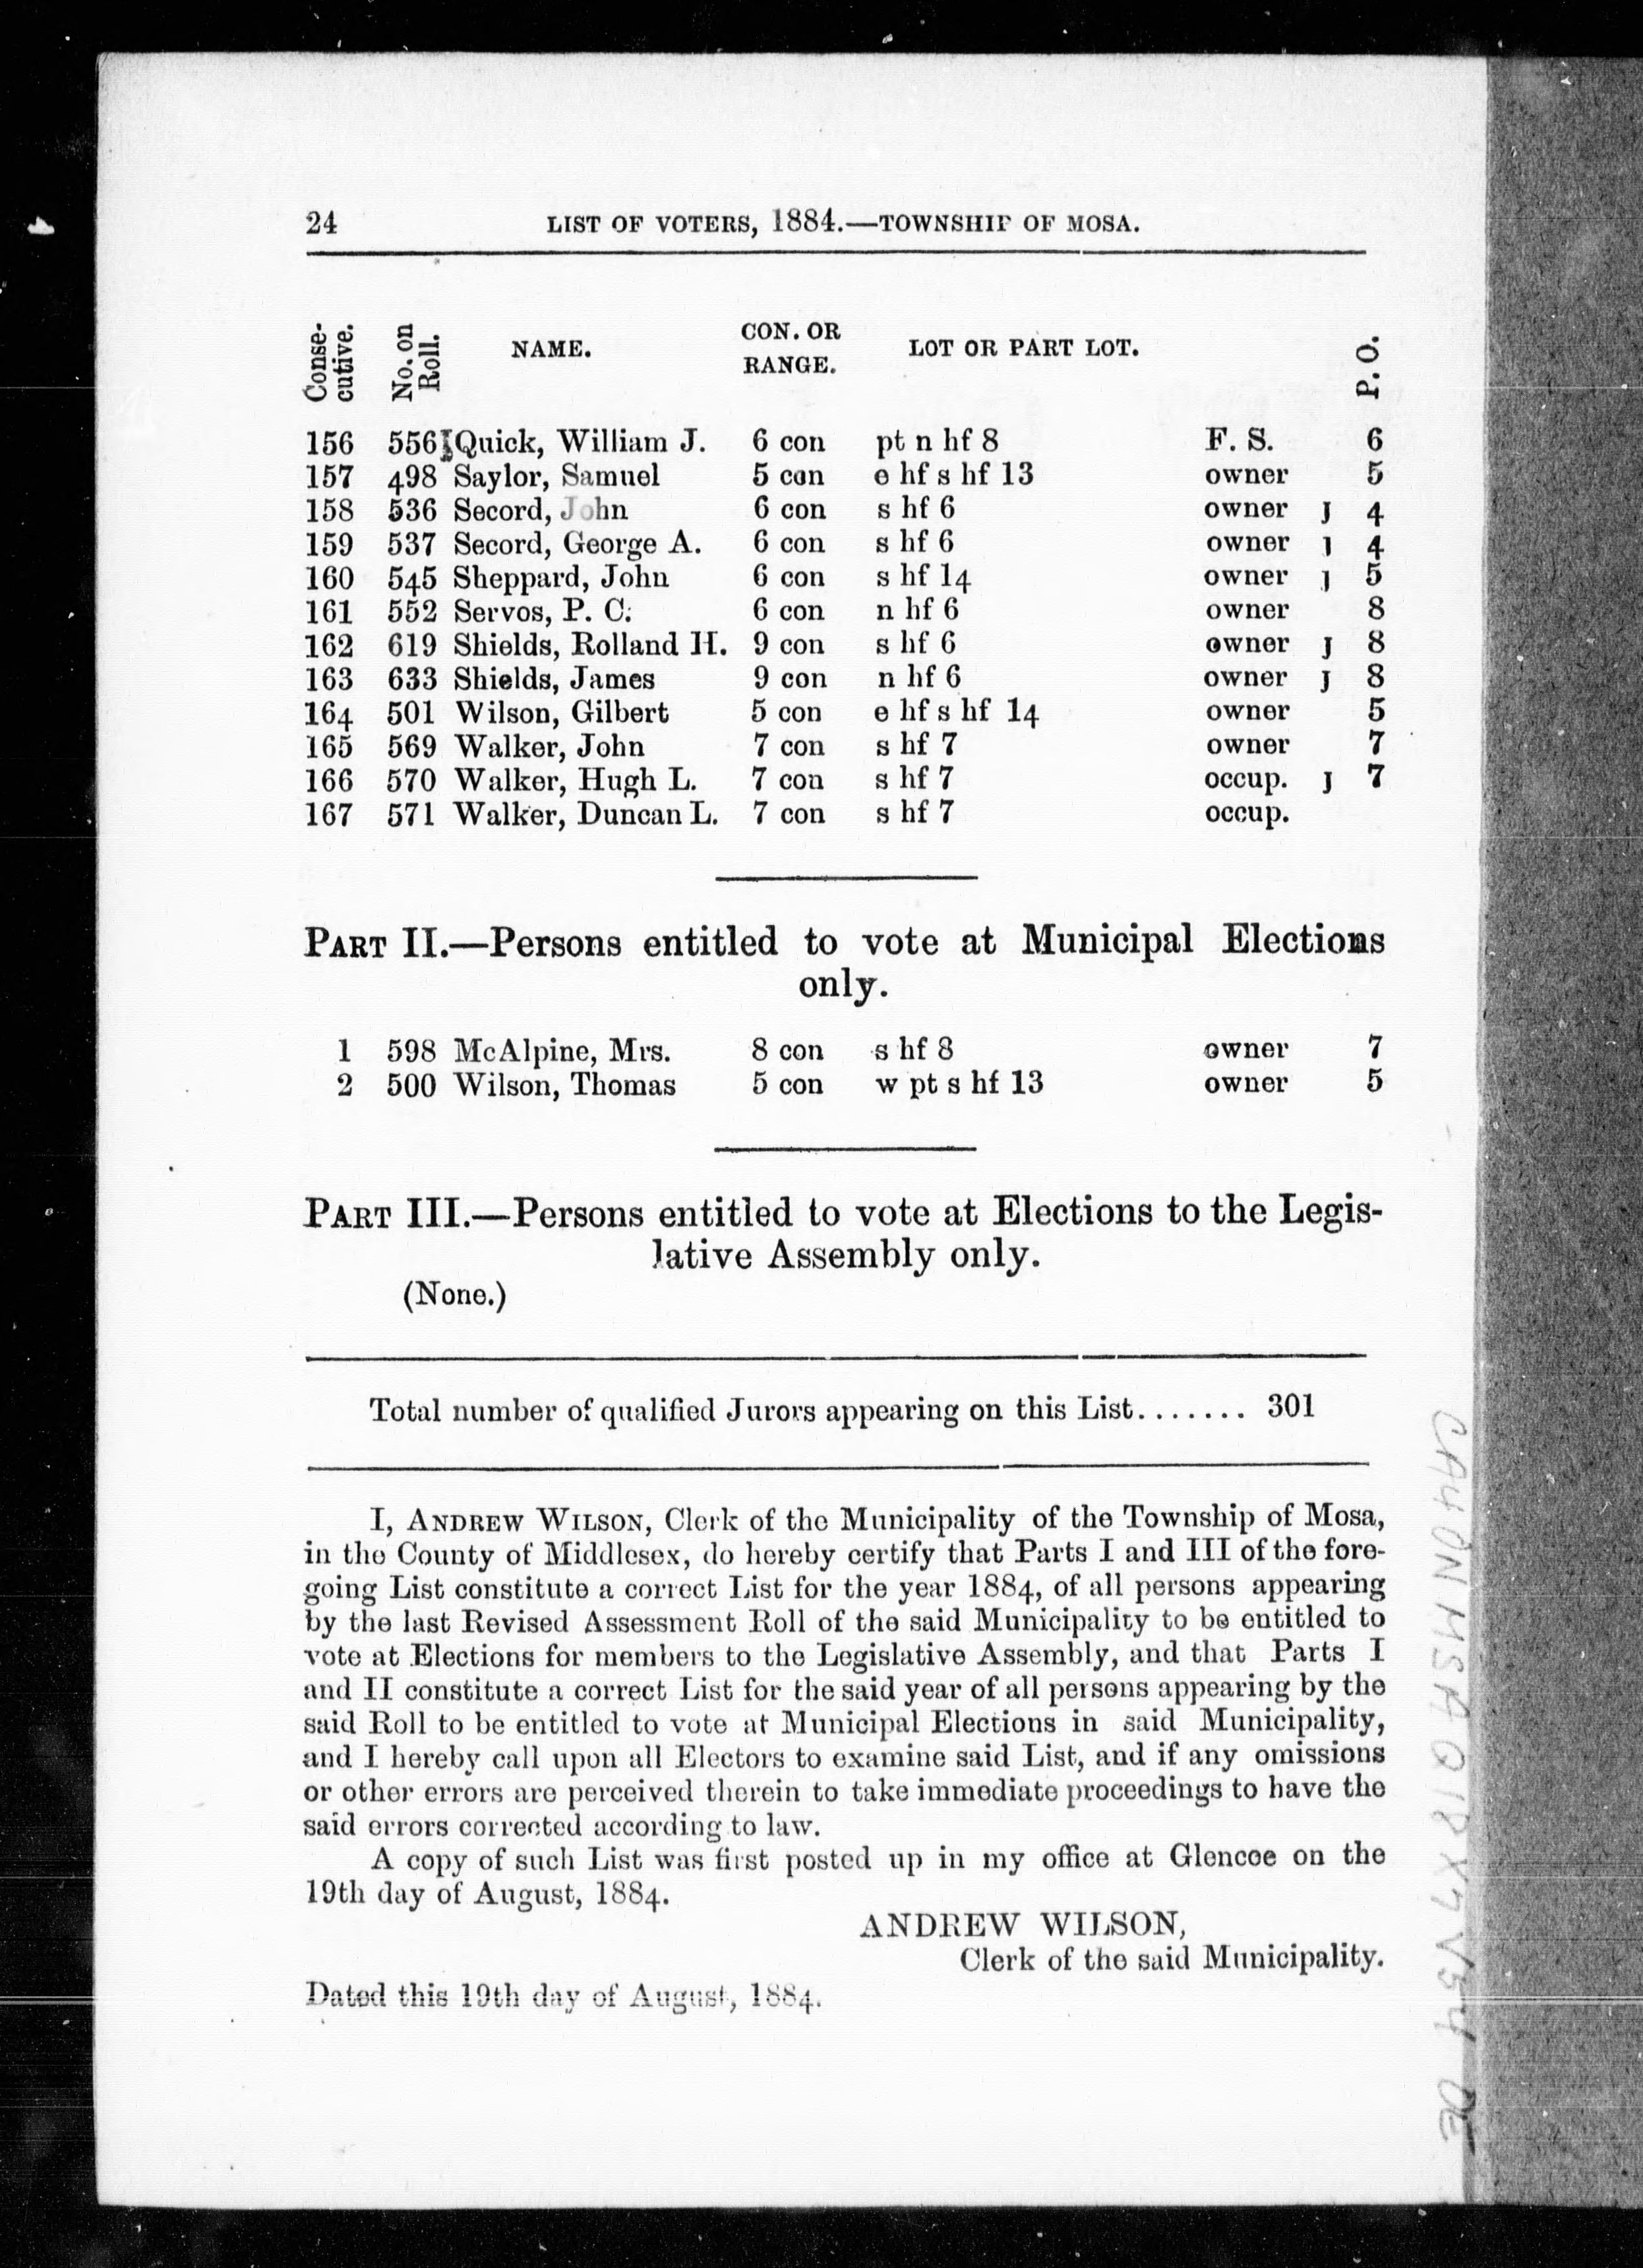 24 LIST OF VOTERS, 1884.—TOWNSHIP OF MOSA.
Conse-cutive. No. on Roll. NAME. CON. OR RANGE. LOT OR PART LOT. P. O.
156 556 Quick, William J. 6 con pt n hf 8 F. S. 6
157 498 Saylor, Samuel 5 con e hf s hf 13 owner 5
158 536 Secord, John 6 con s hf 6 owner J 4
159 537 Secord, George A. 6 con s hf 6 owner J 4
160 545 Sheppard, John 6 con s hf 14 owner J 5
161 552 Servos, P. C. 6 con n hf 6 owner 8
162 619 Shields, Rolland H. 9 con s hf 6 owner J 8
163 633 Shields, James 9 con n hf 6 owner J 8
164 501 Wilson, Gilbert 5 con e hf s hf 14 owner 5
165 569 Walker, John 7 con s hf 7 owner 7
166 570 Walker, Hugh L. 7 con s hf 7 occup. J 7
167 571 Walker, Duncan L. 7 con s hf 7 occup.
PART II.—Persons entitled to vote at Municipal Elections
only.
1 598 McAlpine, Mrs. 8 con s hf 8 owner 7
2 500 Wilson, Thomas 5 con w pt s hf 13 owner 5
PART III.—Persons entitled to vote at Elections to the Legis-
lative Assembly only.
(None.)
Total number of qualified Jurors appearing on this List....... 301
I, ANDREW WILSON, Clerk of the Municipality of the Township of Mosa,
in the County of Middlesex, do hereby certify that Parts I and III of the fore-
going List constitute a correct List for the year 1884, of all persons appearing
by the last Revised Assessment Roll of the said Municipality to be entitled to
vote at Elections for members to the Legislative Assembly, and that Parts I
and II constitute a correct List for the said year of all persons appearing by the
said Roll to be entitled to vote at Municipal Elections in said Municipality,
and I hereby call upon all Electors to examine said List, and if any omissions
or other errors are perceived therein to take immediate proceedings to have the
said errors corrected according to law.
A copy of such List was first posted up in my office at Glencoe on the
19th day of August, 1884.
ANDREW WILSON,
Clerk of the said Municipality.
Dated this 19th day of August, 1884.